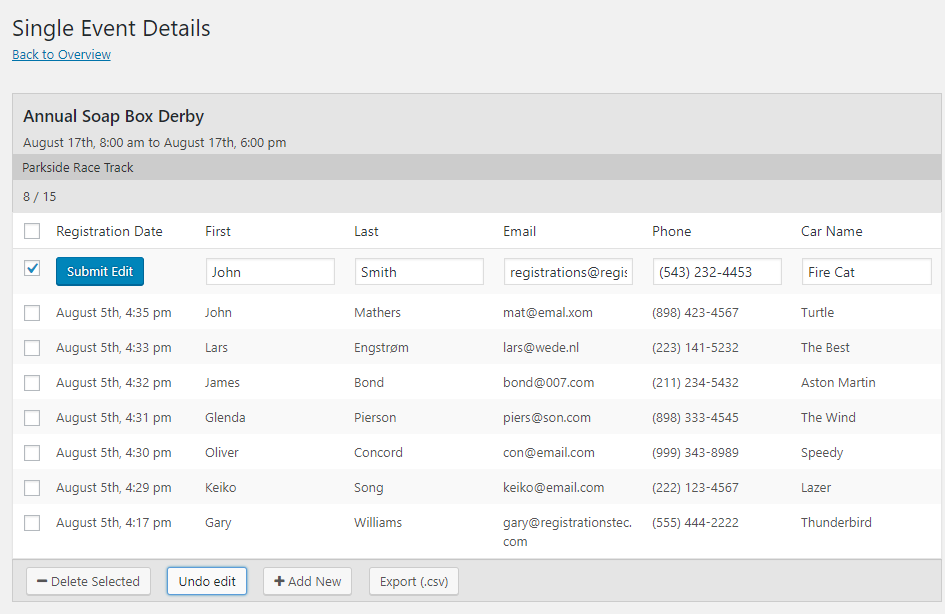 Single Event Details
Back to Overview
Annual Soap Box Derby
August 17th, 8:00 am to August 17th, 6:00 pm
Parkside Race Track
8 / 15
Registration Date First Last Email Phone Car Name
Submit Edit John Smith registrations@regis (543) 232-4453 Fire Cat
August 5th, 4:35 pm John Mathers mat@emal.xom (898) 423-4567 Turtle
August 5th, 4:33 pm Lars Engstrøm lars@wede.nl (223) 141-5232 The Best
August 5th, 4:32 pm James Bond bond@007.com (211) 234-5432 Aston Martin
August 5th, 4:31 pm Glenda Pierson piers@son.com (898) 333-4545 The Wind
August 5th, 4:30 pm Oliver Concord con@email.com (999) 343-8989 Speedy
August 5th, 4:29 pm Keiko Song keiko@email.com (222) 123-4567 Lazer
August 5th, 4:17 pm Gary Williams gary@registrationstec. (555) 444-2222 Thunderbird
com
Delete Selected Undo edit Add New Export (.csv)